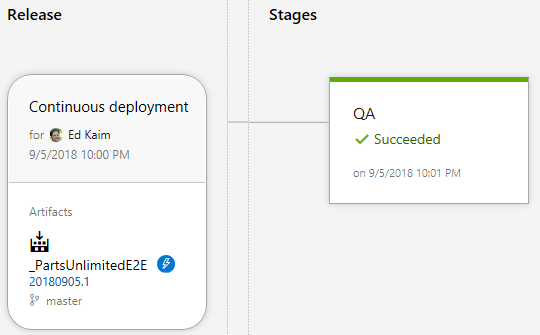 Release
Stages
Continuous deployment
for Ed Kaim
9/5/2018 10:00 PM
Artifacts
_PartsUnlimitedE2E
20180905.1
master
QA
Succeeded
on 9/5/2018 10:01 PM